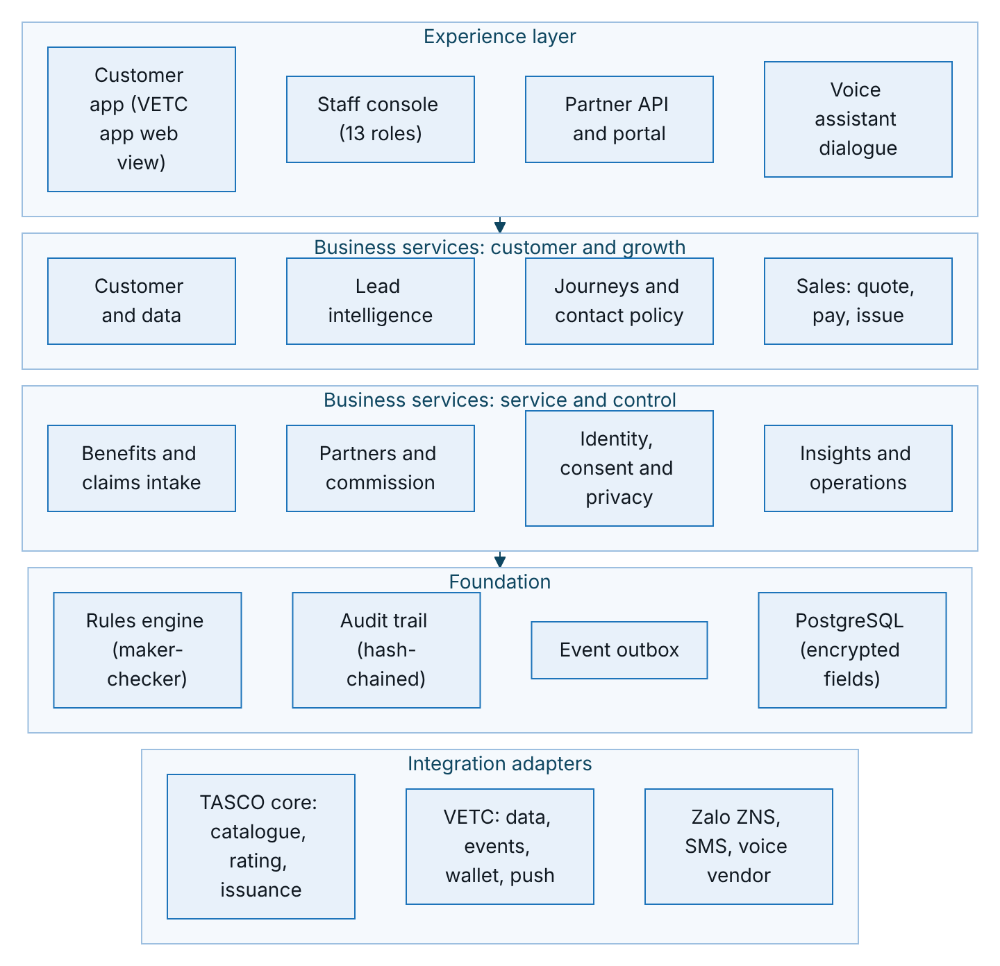 Experience layer
Customer
app (VETC
app web
view)
Staff console
(13 roles)
Partner API
and portal
Voice
assistant
dialogue
Business services: customer and growth
Customer
and data
Lead
intelligence
Journeys and
contact policy
Sales: quote,
pay, issue
Business services: service and control
Benefits and
claims intake
Partners and
commission
Identity,
consent and
privacy
Insights and
operations
Foundation
Rules engine
(maker-
checker)
Audit trail
(hash-
chained)
Event outbox
PostgreSQL
(encrypted
fields)
Integration adapters
TASCO core:
catalogue,
rating,
issuance
VETC: data,
events,
wallet, push
Zalo ZNS,
SMS, voice
vendor